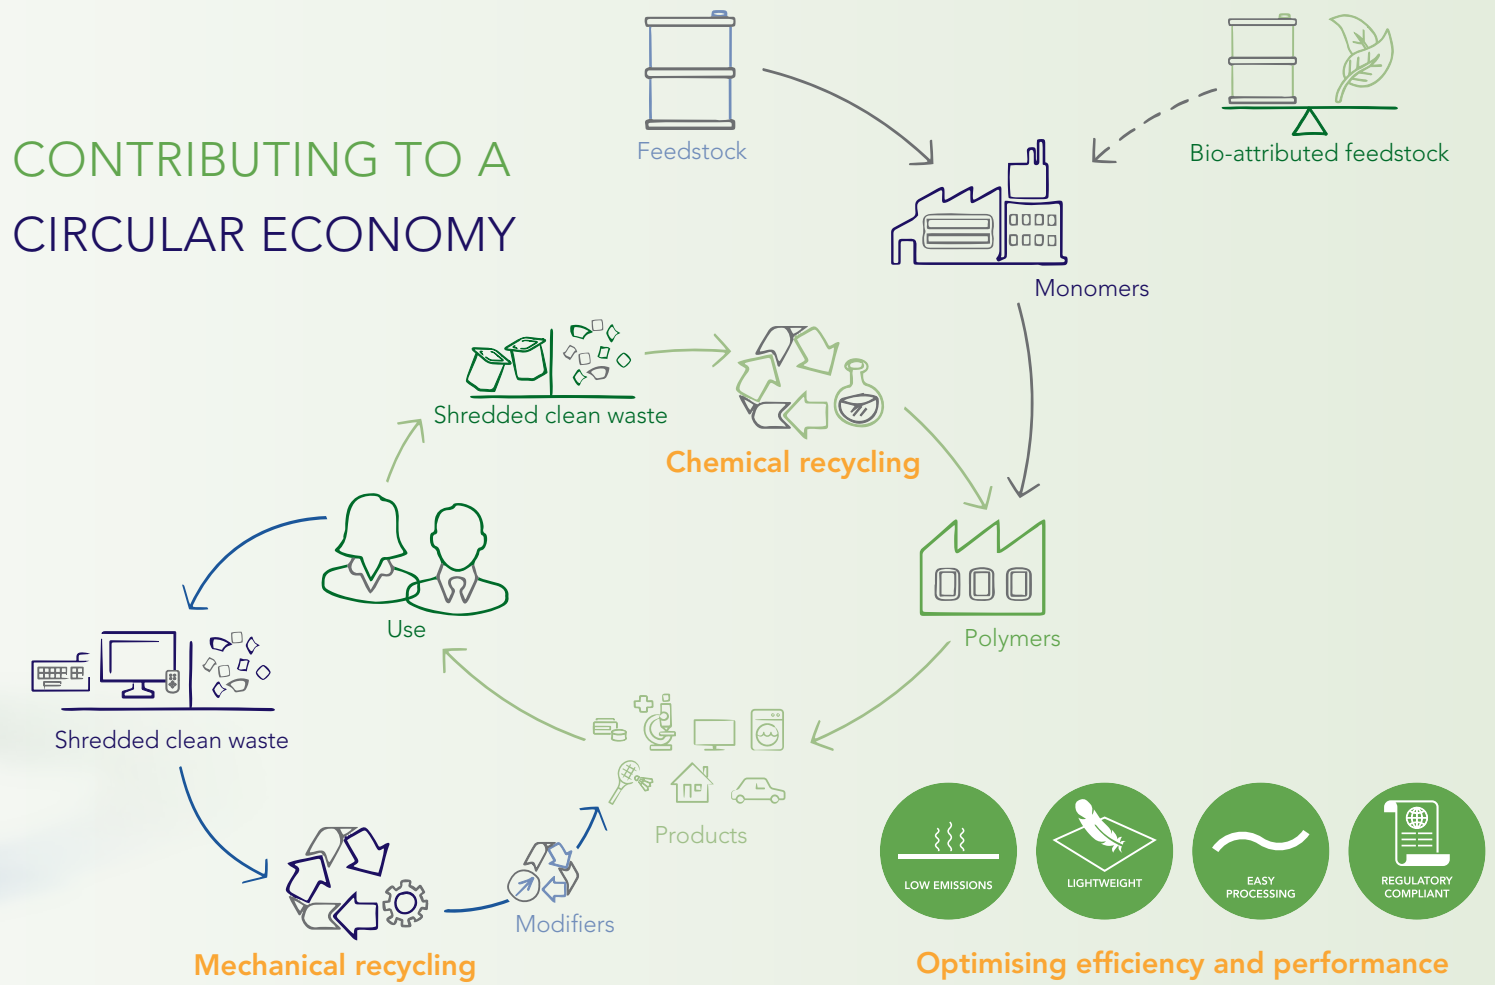 CONTRIBUTING TO A
CIRCULAR ECONOMY
Feedstock
Bio-attributed feedstock
Monomers
Shredded clean waste
Chemical recycling
Use
Polymers
Shredded clean waste
Products
Modifiers
Mechanical recycling
LOW EMISSIONS
LIGHTWEIGHT
EASY
PROCESSING
REGULATORY
COMPLIANT
Optimising efficiency and performance